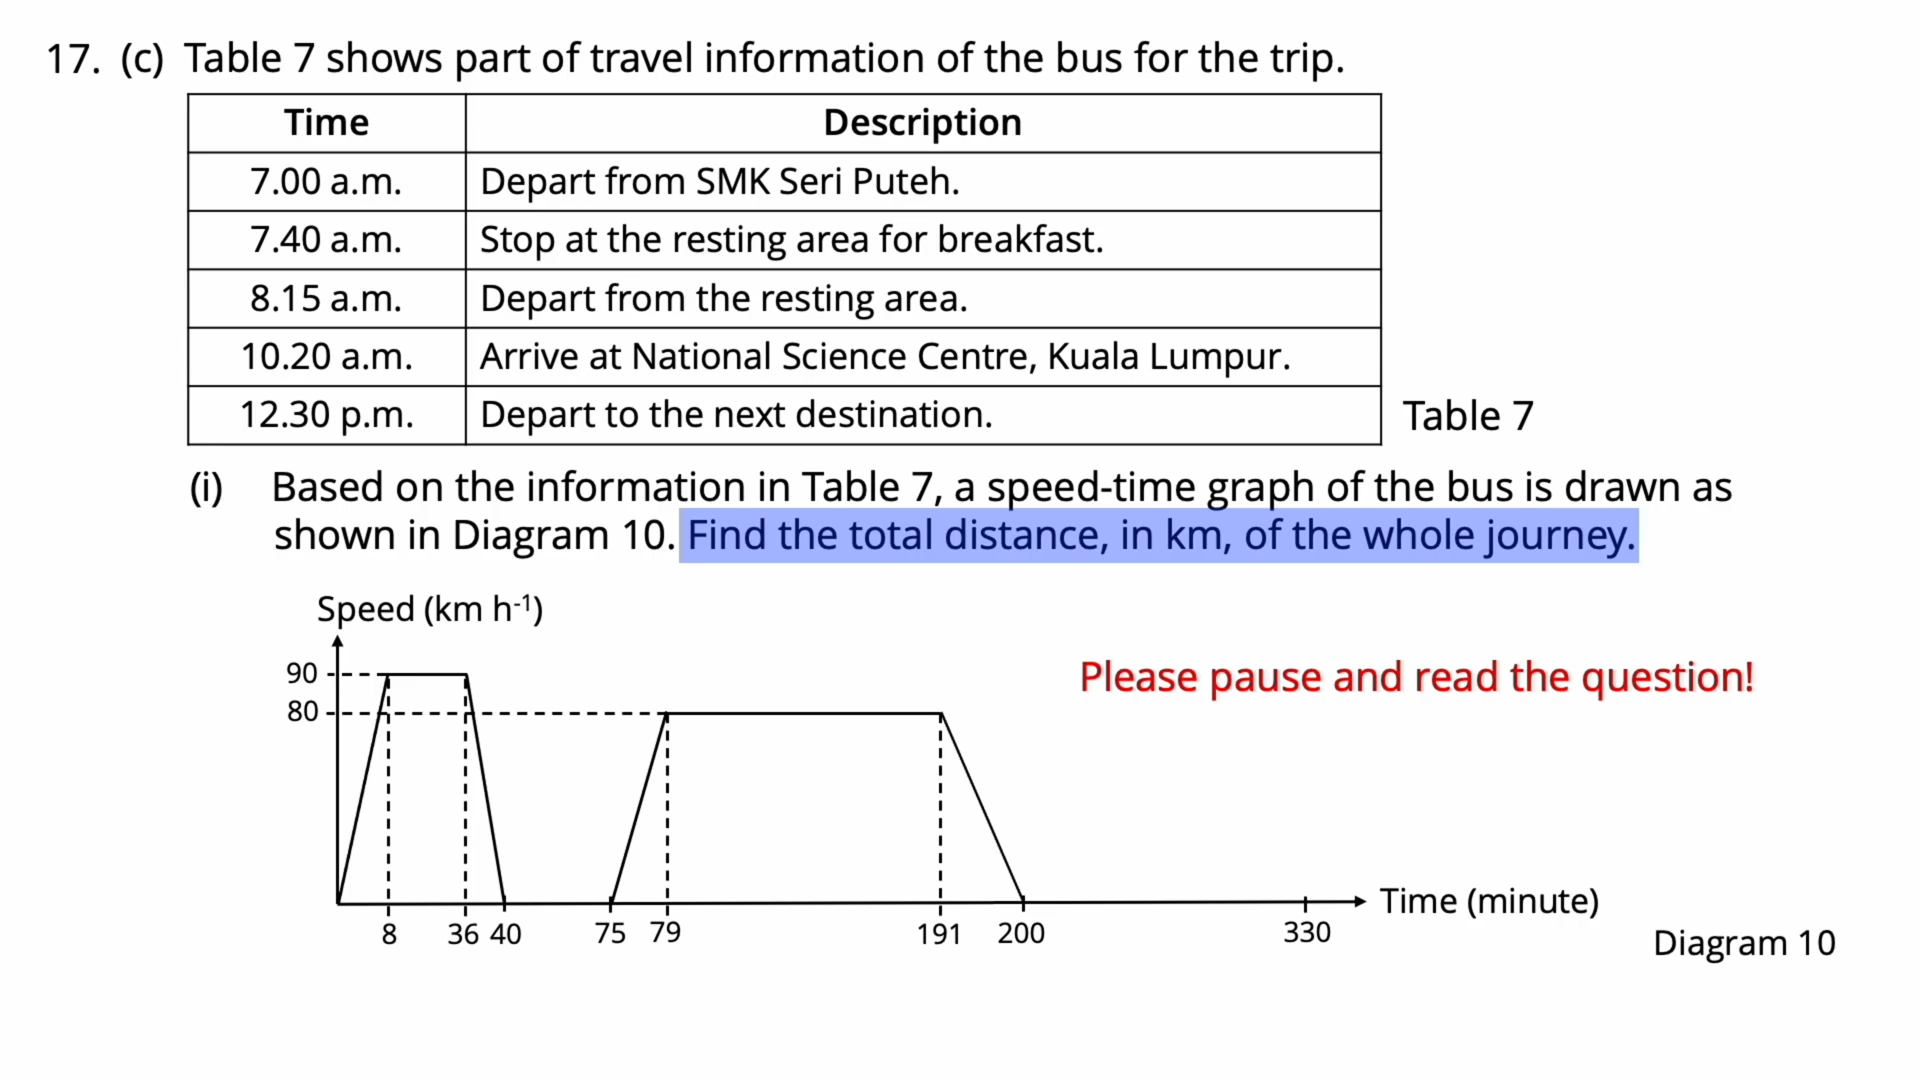 17. (c) Table 7 shows part of travel information of the bus for the trip.
Time Description
7.00 a.m. Depart from SMK Seri Puteh.
7.40 a.m. Stop at the resting area for breakfast.
8.15 a.m. Depart from the resting area.
10.20 a.m. Arrive at National Science Centre, Kuala Lumpur.
12.30 p.m. Depart to the next destination.
Table 7
(i) Based on the information in Table 7, a speed-time graph of the bus is drawn as
shown in Diagram 10. Find the total distance, in km, of the whole journey.
Speed (km h⁻¹)
90
80
Please pause and read the question!
Time (minute)
8 36 40 75 79 191 200 330
Diagram 10